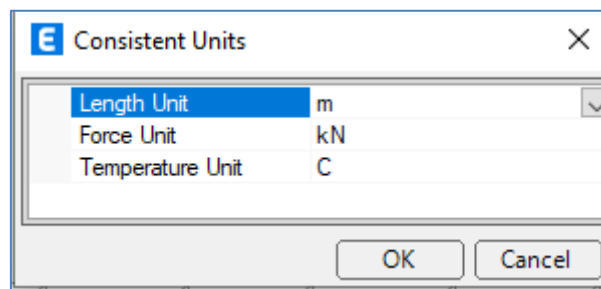 E Consistent Units
Length Unit m
Force Unit kN
Temperature Unit C
OK Cancel